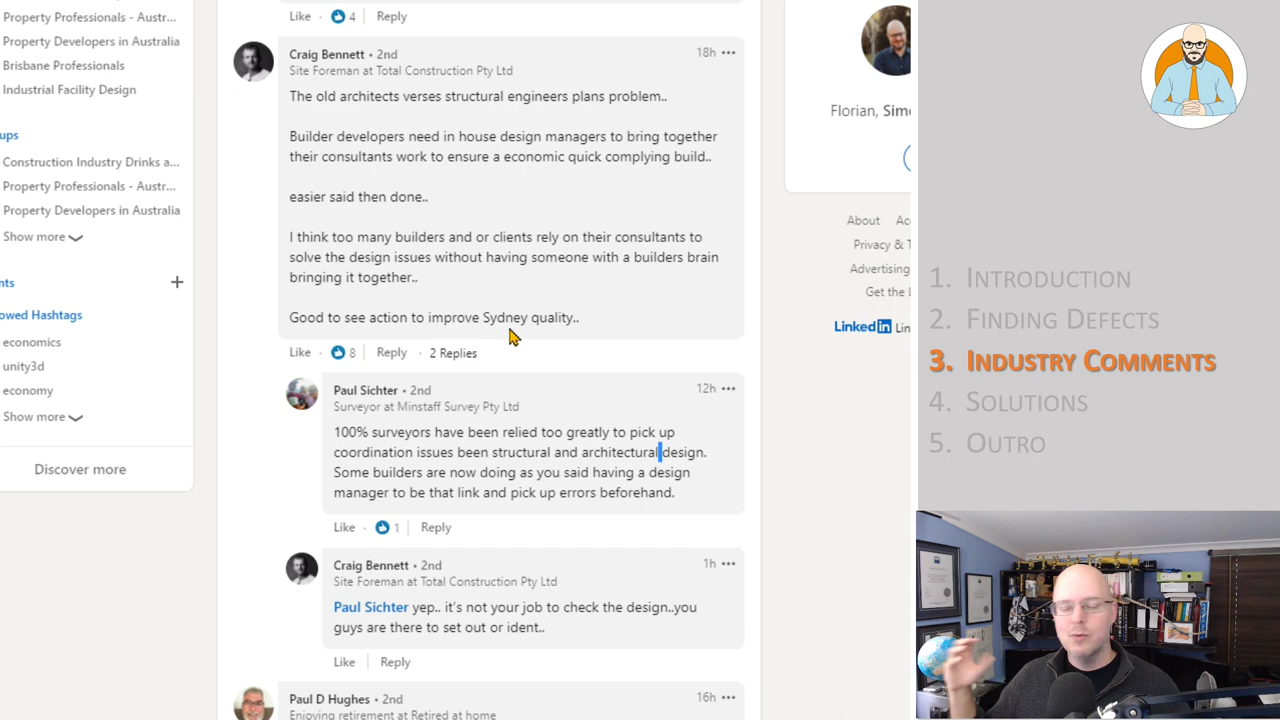 Property Professionals - Austr...
Property Developers in Australia
Brisbane Professionals
Industrial Facility Design
ups
Construction Industry Drinks a...
Property Professionals - Austr...
Property Developers in Australia
Show more
nts
owed Hashtags
economics
unity3d
economy
Show more
Discover more
Like · 4 | Reply
Craig Bennett • 2nd
18h •••
Site Foreman at Total Construction Pty Ltd
The old architects verses structural engineers plans problem..
Builder developers need in house design managers to bring together
their consultants work to ensure a economic quick complying build..
easier said then done..
I think too many builders and or clients rely on their consultants to
solve the design issues without having someone with a builders brain
bringing it together..
Good to see action to improve Sydney quality..
Like · 8 | Reply · 2 Replies
Paul Sichter • 2nd
12h •••
Surveyor at Minstaff Survey Pty Ltd
100% surveyors have been relied too greatly to pick up
coordination issues been structural and architectural design.
Some builders are now doing as you said having a design
manager to be that link and pick up errors beforehand.
Like · 1 | Reply
Craig Bennett • 2nd
1h •••
Site Foreman at Total Construction Pty Ltd
Paul Sichter yep.. it's not your job to check the design..you
guys are there to set out or ident..
Like | Reply
Paul D Hughes • 2nd
16h •••
Enjoying retirement at Retired at home
Florian, Sim
About Ac
Privacy & T
Advertising
Get the L
LinkedIn Lin
1. INTRODUCTION
2. FINDING DEFECTS
3. INDUSTRY COMMENTS
4. SOLUTIONS
5. OUTRO